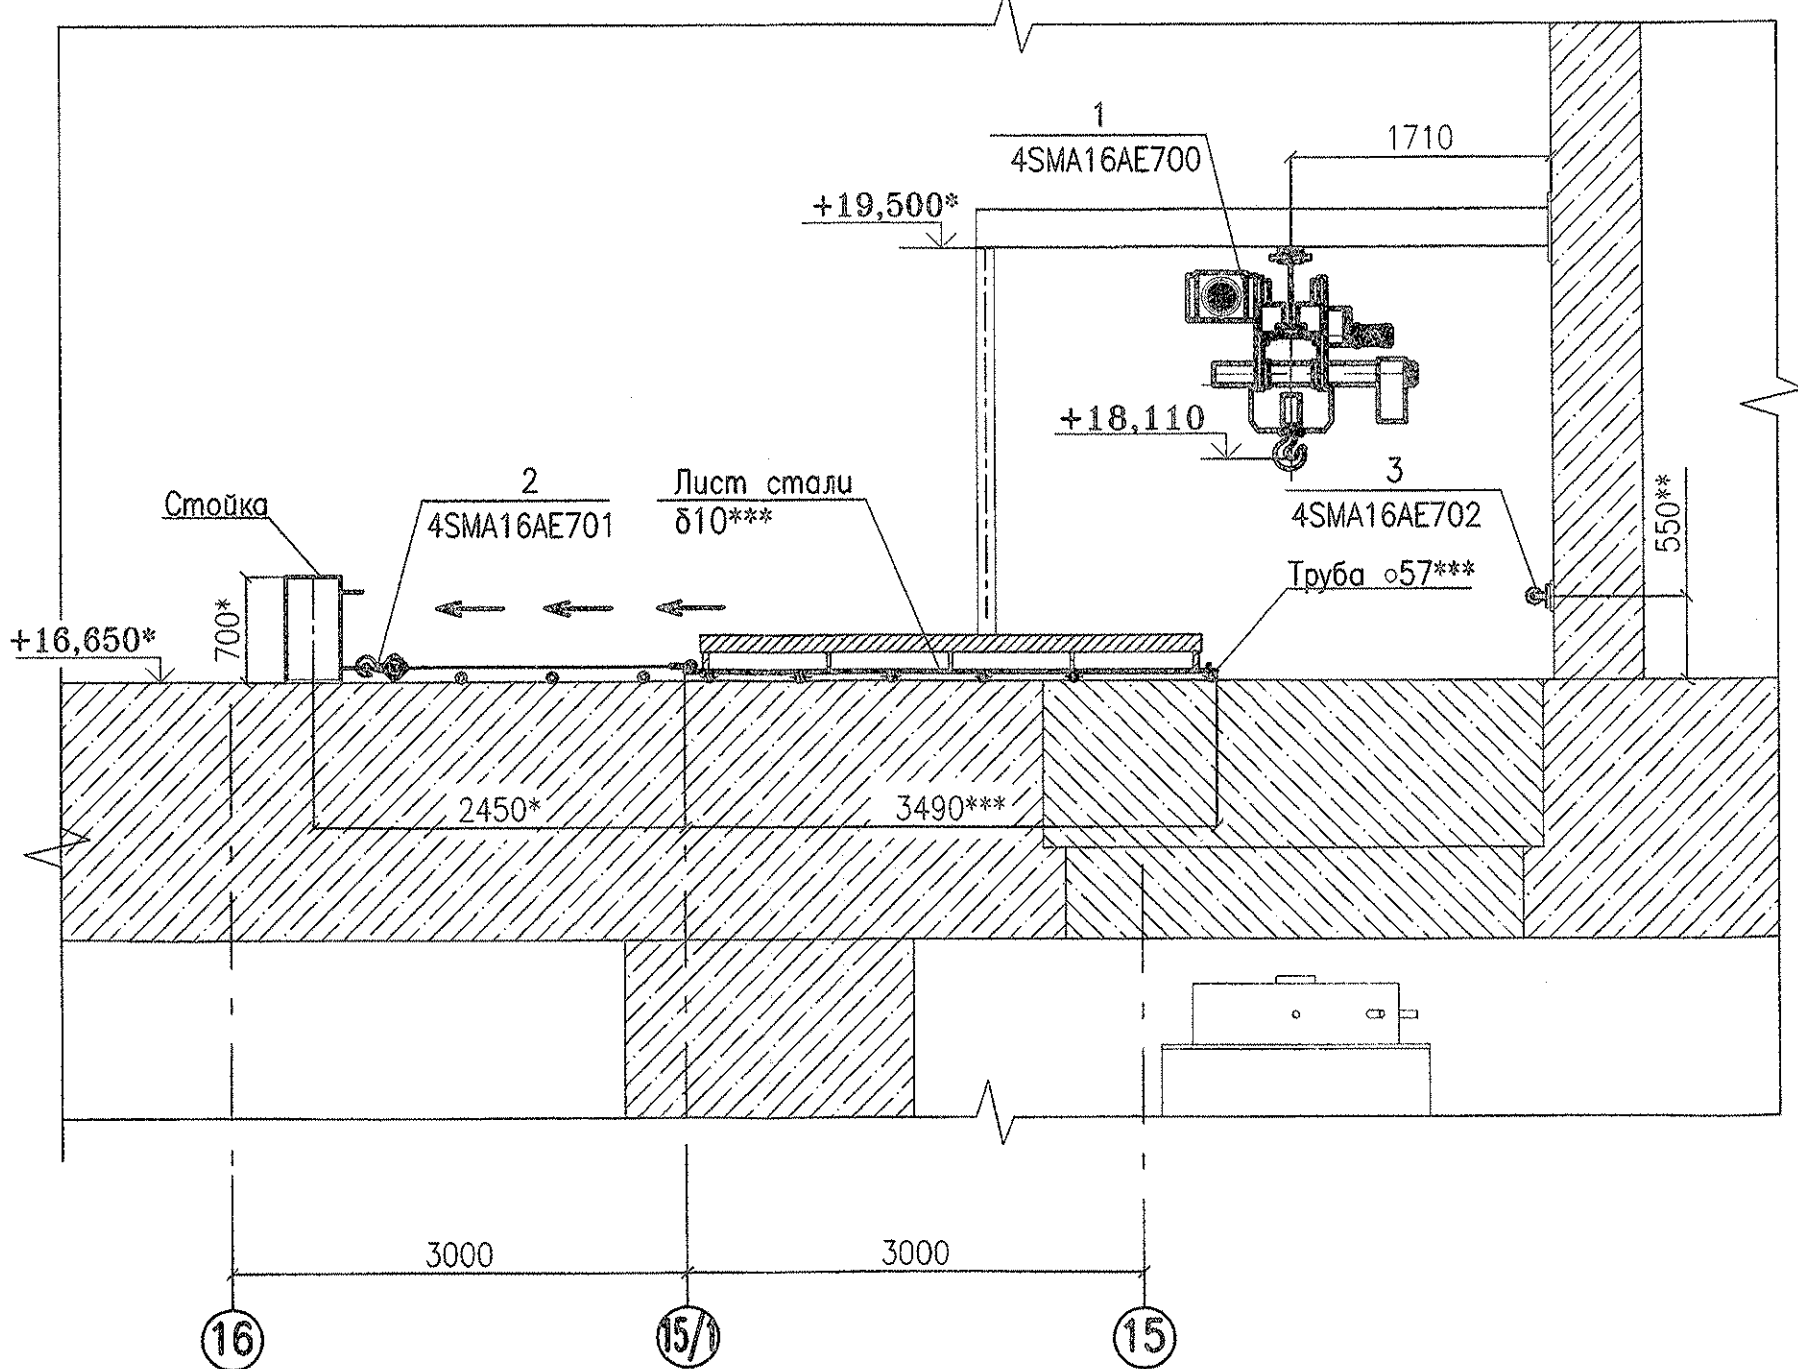 1
4SMA16AE700
1710
+19,500*
+18,110
2
4SMA16AE701
Лист стали
δ10***
3
4SMA16AE702
550**
Стойка
Труба ○57***
700*
+16,650*
2450*
3490***
3000
3000
16
15/1
15